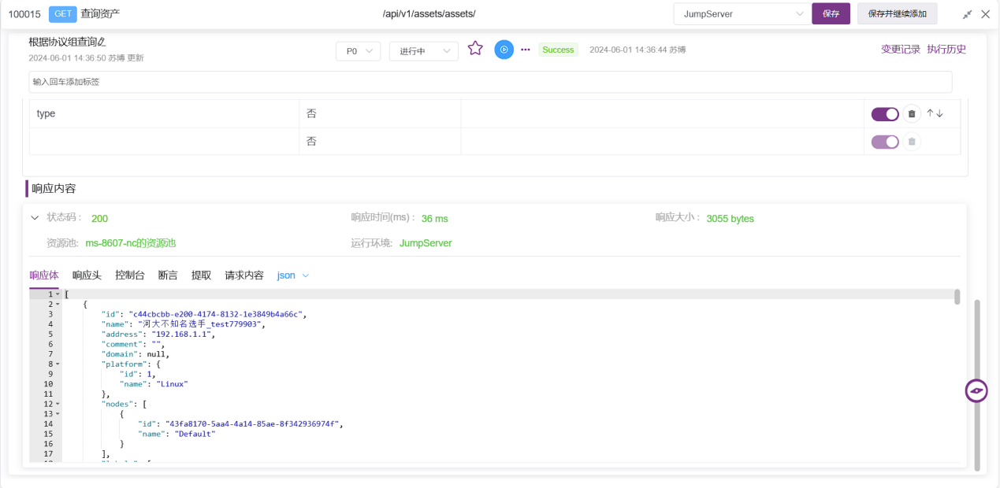 100015 GET 查询资产 /api/v1/assets/assets/ JumpServer 保存 保存并继续添加
根据协议组查询
P0 进行中 Success 2024-06-01 14:36:44 苏博 变更记录 执行历史
2024-06-01 14:36:50 苏博 更新
输入回车添加标签
type 否
否
响应内容
状态码： 200 响应时间(ms)： 36 ms 响应大小： 3055 bytes
资源池: ms-8607-nc的资源池 运行环境: JumpServer
响应体 响应头 控制台 断言 提取 请求内容 json
1 [
2 {
3 "id": "c44cbcbb-e200-4174-8132-1e3849b4a66c",
4 "name": "河大不知名选手_test779903",
5 "address": "192.168.1.1",
6 "comment": "",
7 "domain": null,
8 "platform": {
9 "id": 1,
10 "name": "Linux"
11 },
12 "nodes": [
13 {
14 "id": "43fa8170-5aa4-4a14-85ae-8f342936974f",
15 "name": "Default"
16 }
17 ],